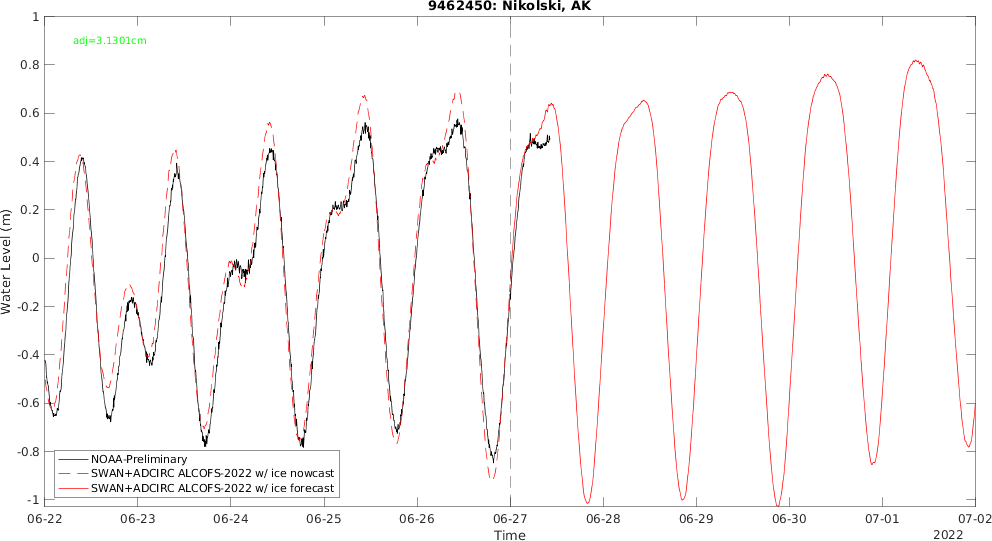 9462450: Nikolski, AK
adj=3.1301cm
Water Level (m)
1
0.8
0.6
0.4
0.2
0
-0.2
-0.4
-0.6
-0.8
-1
NOAA-Preliminary
SWAN+ADCIRC ALCOFS-2022 w/ ice nowcast
SWAN+ADCIRC ALCOFS-2022 w/ ice forecast
06-22 06-23 06-24 06-25 06-26 06-27 06-28 06-29 06-30 07-01 07-02
Time
2022